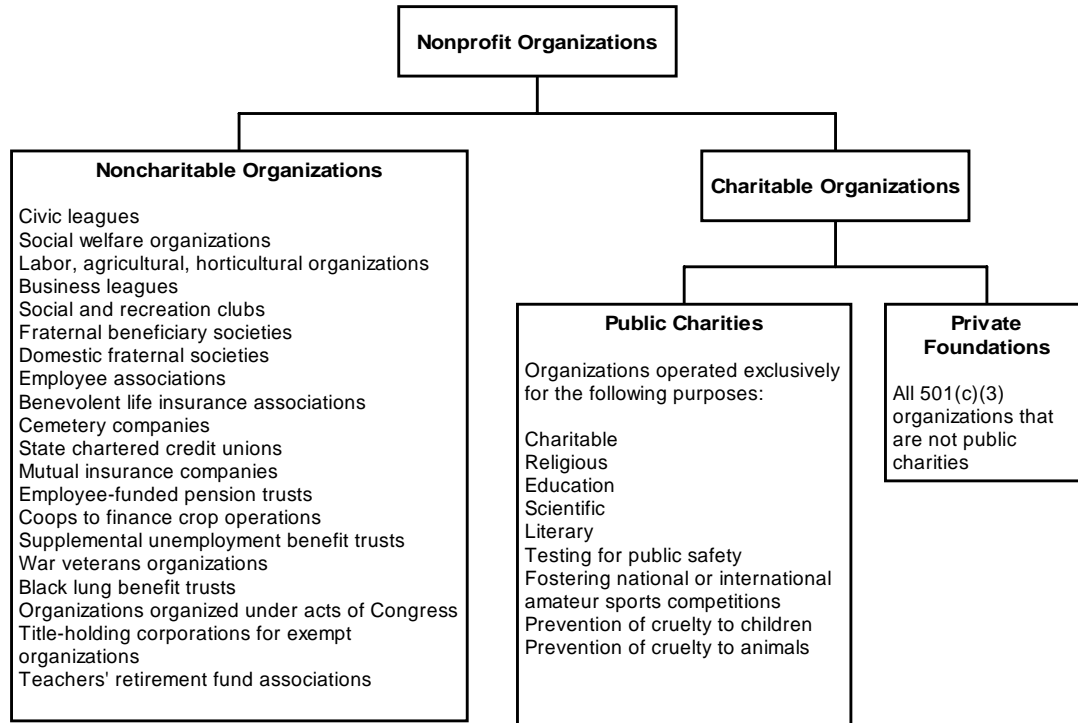 Nonprofit Organizations
Noncharitable Organizations
Civic leagues
Social welfare organizations
Labor, agricultural, horticultural organizations
Business leagues
Social and recreation clubs
Fraternal beneficiary societies
Domestic fraternal societies
Employee associations
Benevolent life insurance associations
Cemetery companies
State chartered credit unions
Mutual insurance companies
Employee-funded pension trusts
Coops to finance crop operations
Supplemental unemployment benefit trusts
War veterans organizations
Black lung benefit trusts
Organizations organized under acts of Congress
Title-holding corporations for exempt
organizations
Teachers' retirement fund associations
Charitable Organizations
Public Charities
Organizations operated exclusively
for the following purposes:
Charitable
Religious
Education
Scientific
Literary
Testing for public safety
Fostering national or international
amateur sports competitions
Prevention of cruelty to children
Prevention of cruelty to animals
Private
Foundations
All 501(c)(3)
organizations that
are not public
charities